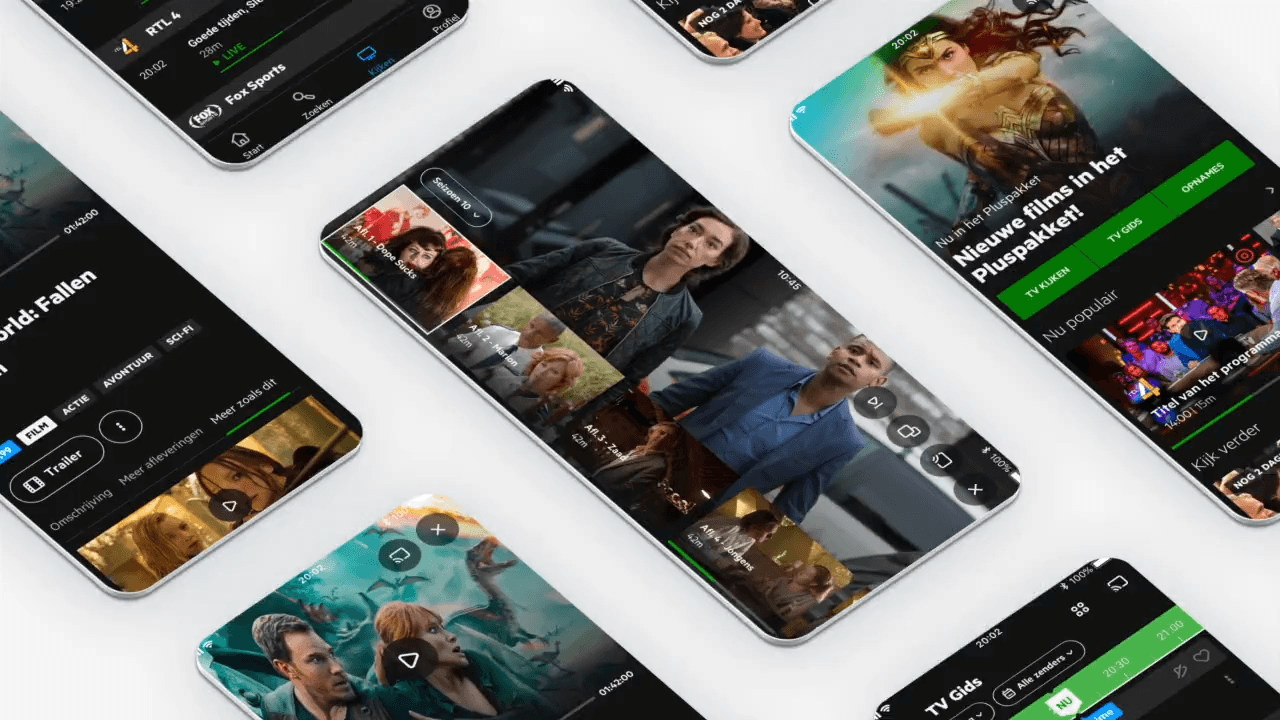 RTL 4
Goede tijden, Sle
28m
20:02
LIVE
FOX
Fox Sports
Start
Zoeken
Kijken
Profiel
Kij
NOG 2 DA
01:42:00
orld: Fallen
FILM
ACTIE
AVONTUUR
SCI-FI
Trailer
Omschrijving
Meer afleveringen
Meer zoals dit
Seizoen 10
10:45
100%
Afl. 1 - Dope Sucks
42m
Afl. 2 - Marion
42m
Afl. 3 - Zaad
42m
Afl. 4 - Jongens
42m
20:02
Nu in het Pluspakket
Nieuwe films in het
Pluspakket!
TV KIJKEN
TV GIDS
OPNAMES
Nu populair
4
Titel van het programma
14:00 | 15m
Kijk verder
NOG 2 DAG
20:02
01:42:00
20:02
100%
TV Gids
Alle zenders
NU
20:30
21:00